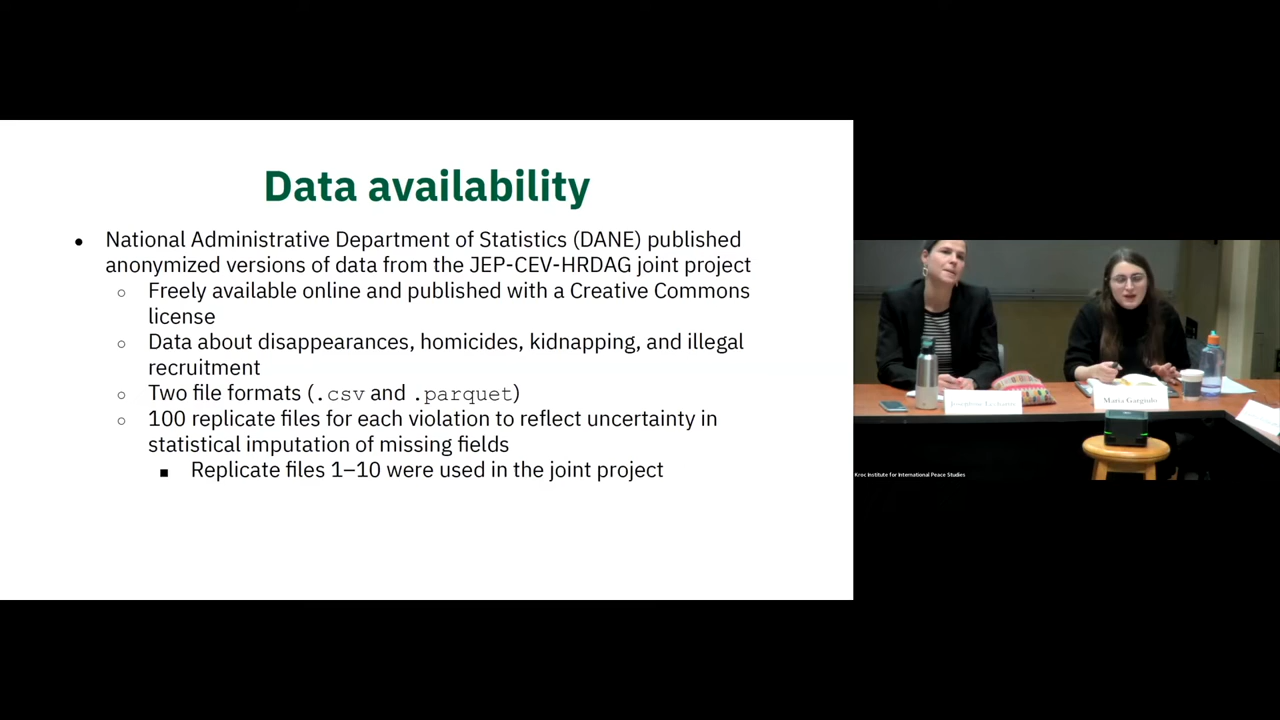 Data availability
● National Administrative Department of Statistics (DANE) published
anonymized versions of data from the JEP-CEV-HRDAG joint project
○ Freely available online and published with a Creative Commons
license
○ Data about disappearances, homicides, kidnapping, and illegal
recruitment
○ Two file formats (.csv and .parquet)
○ 100 replicate files for each violation to reflect uncertainty in
statistical imputation of missing fields
■ Replicate files 1–10 were used in the joint project
Maria Gargiulo
Kroc Institute for International Peace Studies